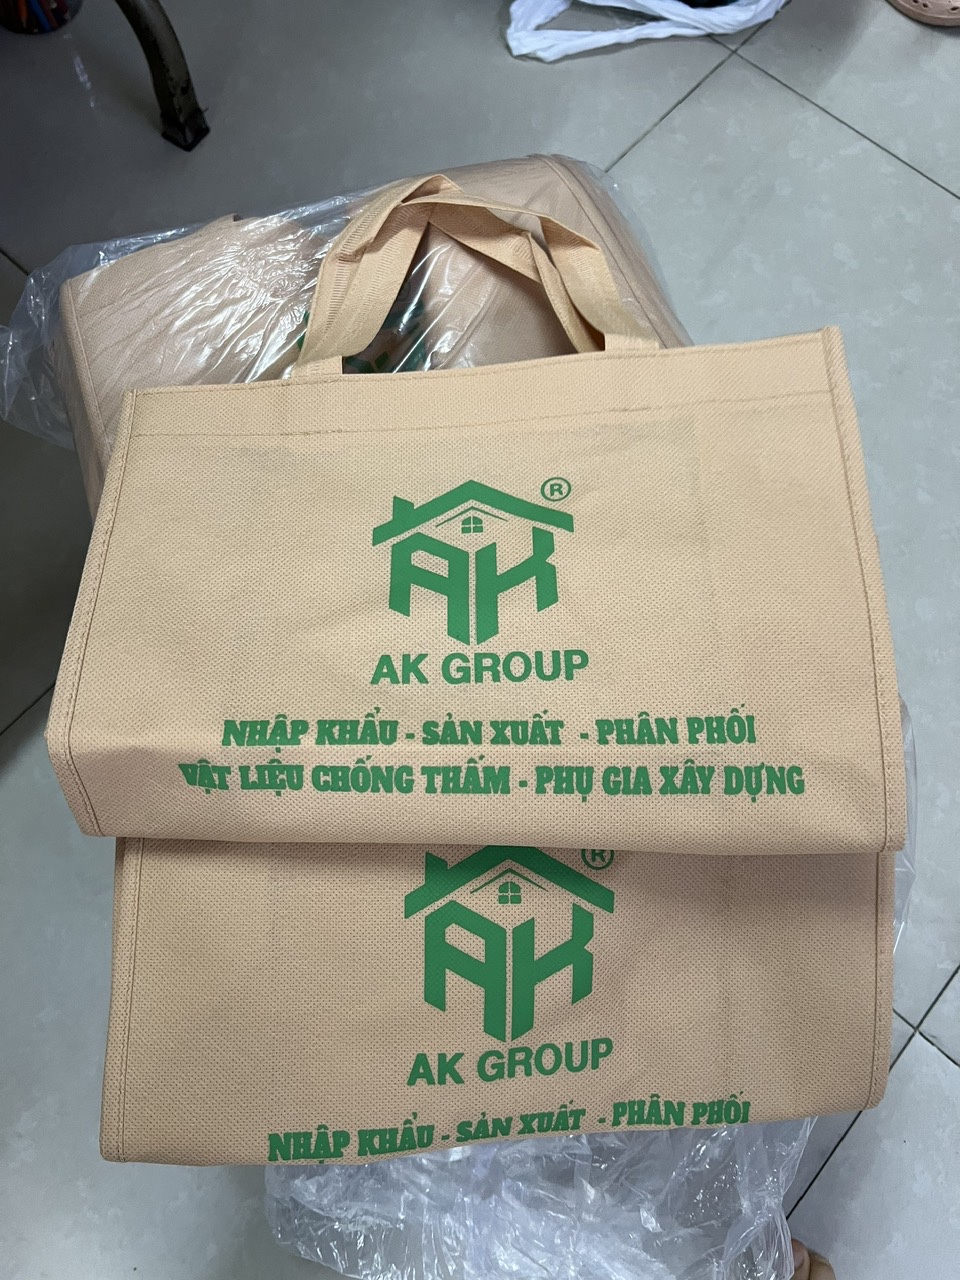 ®
AK
AK GROUP
NHẬP KHẨU - SẢN XUẤT - PHÂN PHỐI
VẬT LIỆU CHỐNG THẤM - PHỤ GIA XÂY DỰNG
®
AK
AK GROUP
NHẬP KHẨU - SẢN XUẤT - PHÂN PHỐI